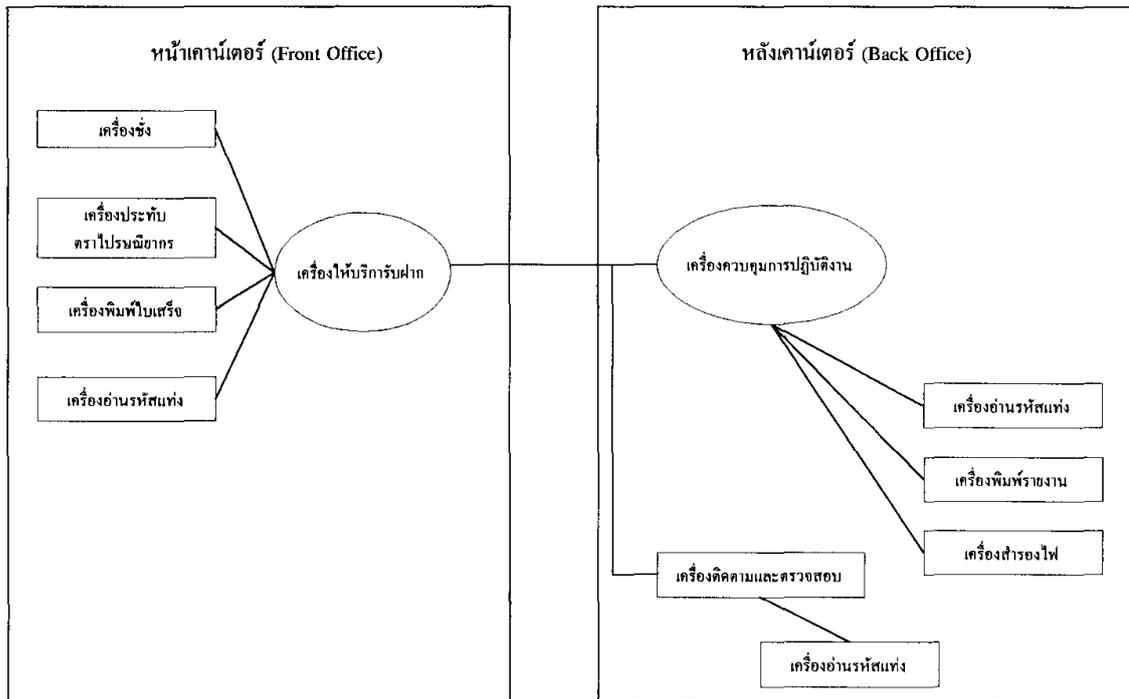 หน้าเคาน์เตอร์ (Front Office)
เครื่องชั่ง
เครื่องประทับ
ตราไปรษณียากร
เครื่องพิมพ์ใบเสร็จ
เครื่องอ่านรหัสแท่ง
เครื่องให้บริการับฝาก
หลังเคาน์เตอร์ (Back Office)
เครื่องควบคุมการปฏิบัติงาน
เครื่องอ่านรหัสแท่ง
เครื่องพิมพ์รายงาน
เครื่องสำรองไฟ
เครื่องติดตามและตรวจสอบ
เครื่องอ่านรหัสแท่ง